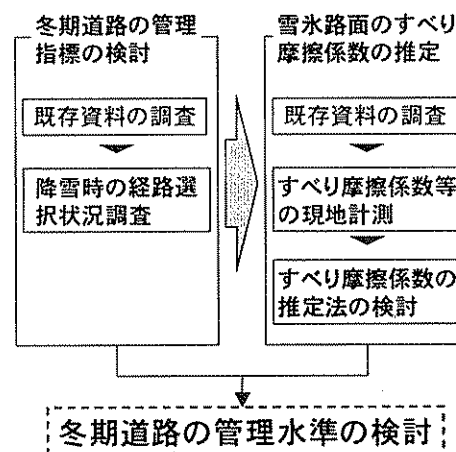 冬期道路の管理
指標の検討
既存資料の調査
降雪時の経路選
択状況調査
雪氷路面のすべり
摩擦係数の推定
既存資料の調査
すべり摩擦係数等
の現地計測
すべり摩擦係数の
推定法の検討
冬期道路の管理水準の検討